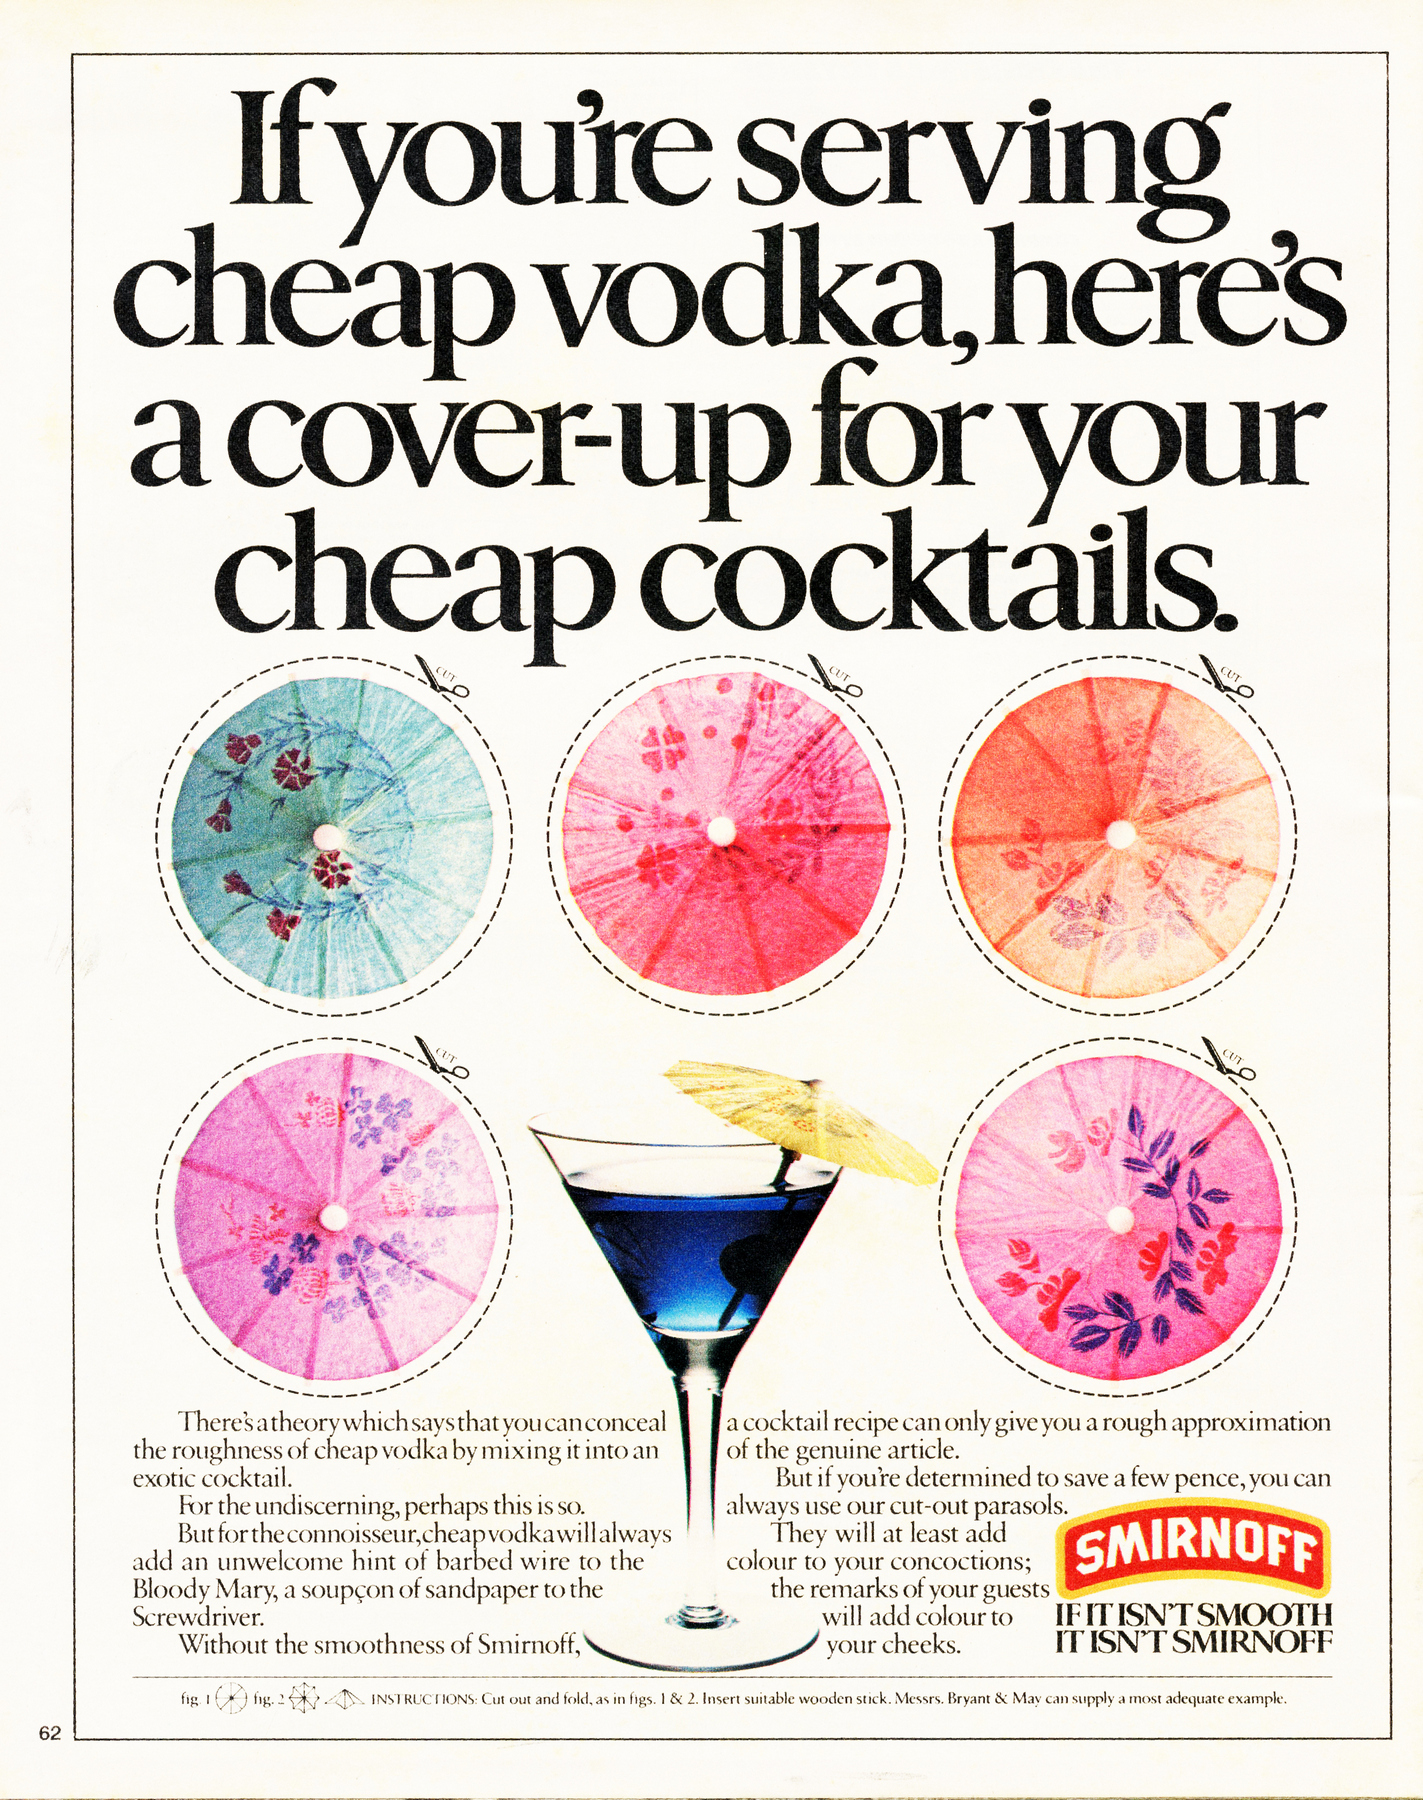 If you're serving
cheap vodka, here's
a cover-up for your
cheap cocktails.
CUT
CUT
CUT
CUT
CUT
There's a theory which says that you can conceal
the roughness of cheap vodka by mixing it into an
exotic cocktail.
For the undiscerning, perhaps this is so.
But for the connoisseur, cheap vodka will always
add an unwelcome hint of barbed wire to the
Bloody Mary, a soupçon of sandpaper to the
Screwdriver.
Without the smoothness of Smirnoff,
a cocktail recipe can only give you a rough approximation
of the genuine article.
But if you're determined to save a few pence, you can
always use our cut-out parasols.
They will at least add
colour to your concoctions;
the remarks of your guests
will add colour to
your cheeks.
SMIRNOFF
IF IT ISN'T SMOOTH
IT ISN'T SMIRNOFF
fig. 1 fig. 2 INSTRUCTIONS: Cut out and fold, as in figs. 1 & 2. Insert suitable wooden stick. Messrs. Bryant & May can supply a most adequate example.
62